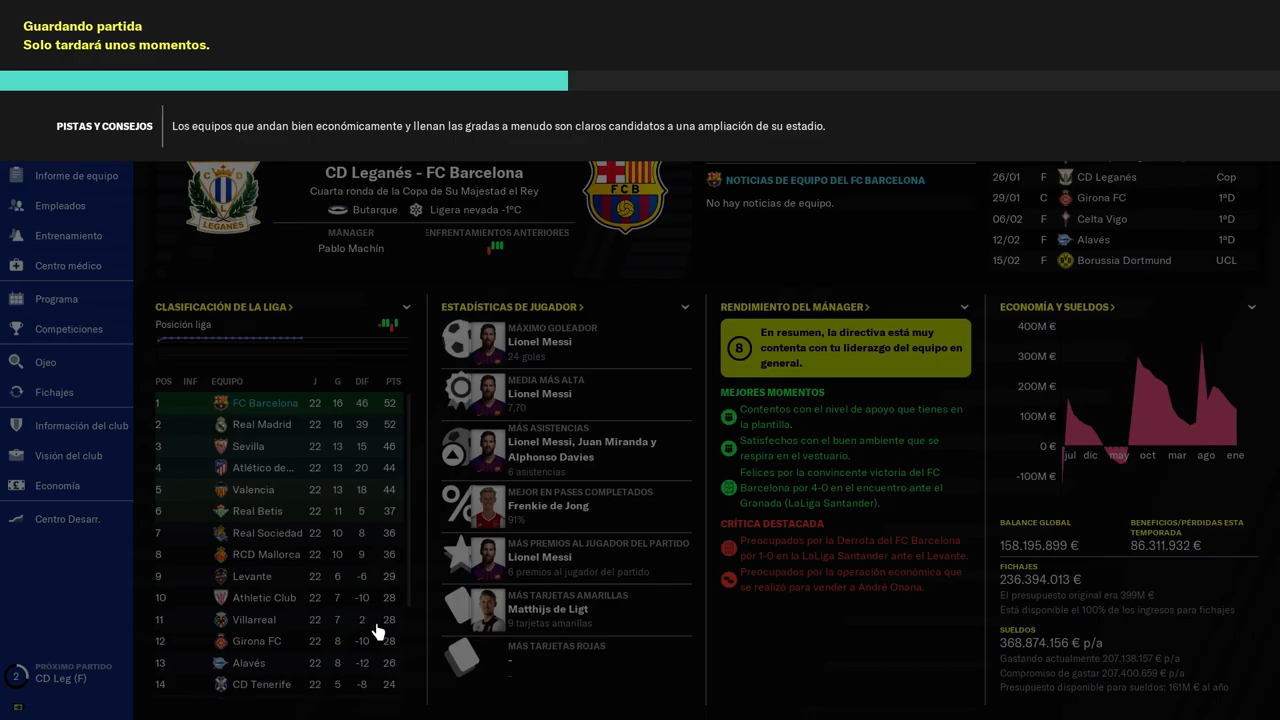 Guardando partida
Solo tardará unos momentos.
PISTAS Y CONSEJOS
Los equipos que andan bien económicamente y llenan las gradas a menudo son claros candidatos a una ampliación de su estadio.
Informe de equipo
Empleados
Entrenamiento
Centro médico
Programa
Competiciones
Ojeo
Fichajes
Información del club
Visión del club
Economía
Centro Desarr.
2
PRÓXIMO PARTIDO
CD Leg (F)
LEGANÉS
CD Leganés - FC Barcelona
Cuarta ronda de la Copa de Su Majestad el Rey
Butarque
Ligera nevada -1°C
MÁNAGER
Pablo Machín
ENFRENTAMIENTOS ANTERIORES
FCB
NOTICIAS DE EQUIPO DEL FC BARCELONA
No hay noticias de equipo.
26/01 F CD Leganés Cop
29/01 C Girona FC 1ªD
06/02 F Celta Vigo 1ªD
12/02 F Alavés 1ªD
15/02 F Borussia Dortmund UCL
CLASIFICACIÓN DE LA LIGA >
Posición liga
POS INF EQUIPO J G DIF PTS
1 FC Barcelona 22 16 46 52
2 Real Madrid 22 16 39 52
3 Sevilla 22 13 15 46
4 Atlético de... 22 13 20 44
5 Valencia 22 13 18 44
6 Real Betis 22 11 5 37
7 Real Sociedad 22 10 8 36
8 RCD Mallorca 22 10 9 36
9 Levante 22 6 -6 29
10 Athletic Club 22 7 -10 28
11 Villarreal 22 7 2 28
12 Girona FC 22 8 -10 28
13 Alavés 22 8 -12 26
14 CD Tenerife 22 5 -8 24
ESTADÍSTICAS DE JUGADOR >
MÁXIMO GOLEADOR
Lionel Messi
24 goles
MEDIA MÁS ALTA
Lionel Messi
7,70
MÁS ASISTENCIAS
Lionel Messi, Juan Miranda y
Alphonso Davies
6 asistencias
MEJOR EN PASES COMPLETADOS
Frenkie de Jong
91%
MÁS PREMIOS AL JUGADOR DEL PARTIDO
Lionel Messi
6 premios al jugador del partido
MÁS TARJETAS AMARILLAS
Matthijs de Ligt
9 tarjetas amarillas
MÁS TARJETAS ROJAS
-
-
RENDIMIENTO DEL MÁNAGER >
8
En resumen, la directiva está muy
contenta con tu liderazgo del equipo en
general.
MEJORES MOMENTOS
Contentos con el nivel de apoyo que tienes en
la plantilla.
Satisfechos con el buen ambiente que se
respira en el vestuario.
Felices por la convincente victoria del FC
Barcelona por 4-0 en el encuentro ante el
Granada (LaLiga Santander).
CRÍTICA DESTACADA
Preocupados por la Derrota del FC Barcelona
por 1-0 en la LaLiga Santander ante el Levante.
Preocupados por la operación económica que
se realizó para vender a André Onana.
ECONOMÍA Y SUELDOS >
400M €
300M €
200M €
100M €
0 €
-100M €
jul dic may oct mar ago ene
BALANCE GLOBAL
158.195.899 €
BENEFICIOS/PÉRDIDAS ESTA
TEMPORADA
86.311.932 €
FICHAJES
236.394.013 €
El presupuesto original era 399M €
Está disponible el 100% de los ingresos para fichajes
SUELDOS
368.874.156 € p/a
Gastando actualmente 207.138.157 € p/a
Compromiso de gastar 207.400.659 € p/a
Presupuesto disponible para sueldos: 161M € al año